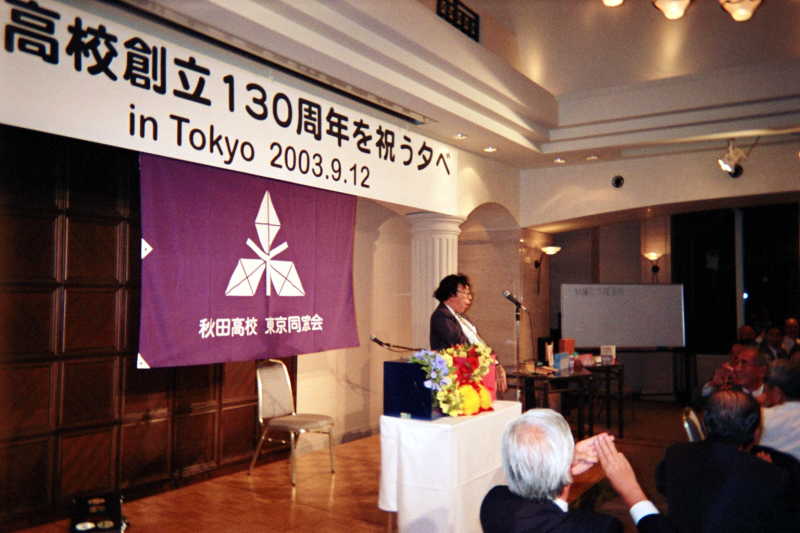 高校創立130周年を祝う夕べ
in Tokyo 2003.9.12
秋田高校 東京同窓会